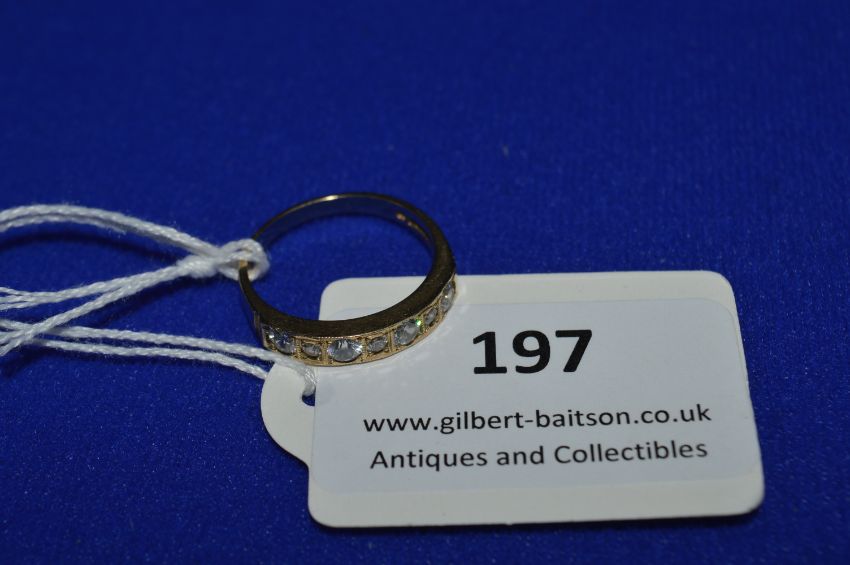 197
www.gilbert-baitson.co.uk
Antiques and Collectibles